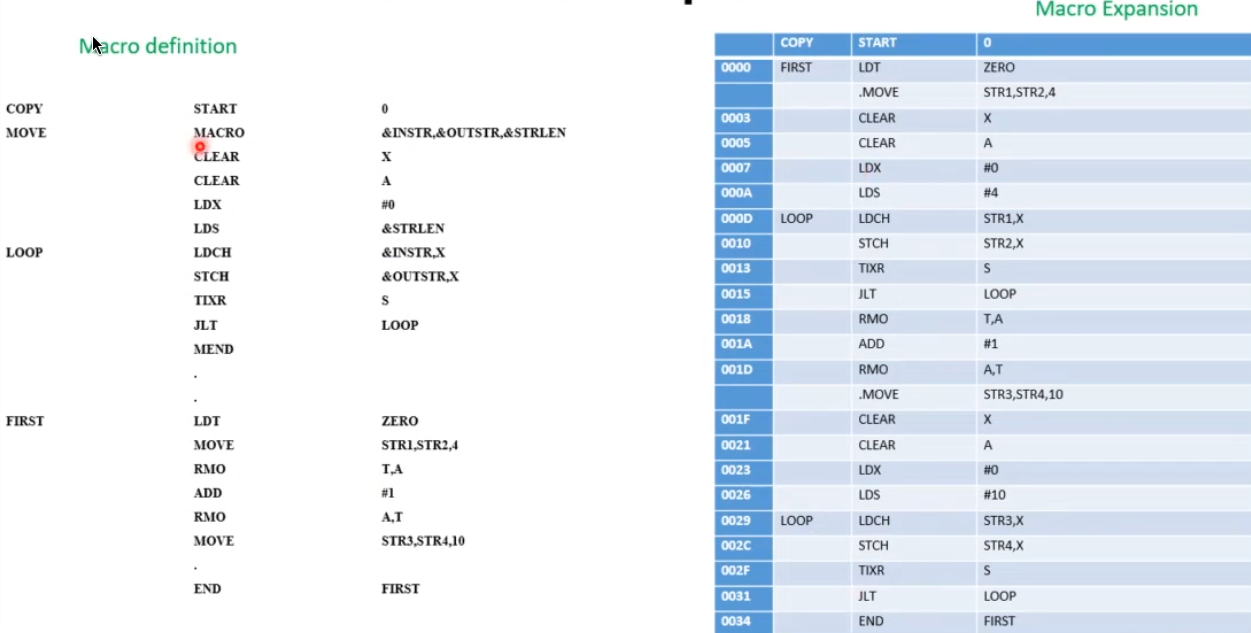 Macro definition
COPY START 0
MOVE MACRO &INSTR,&OUTSTR,&STRLEN
CLEAR X
CLEAR A
LDX #0
LDS &STRLEN
LOOP LDCH &INSTR,X
STCH &OUTSTR,X
TIXR S
JLT LOOP
MEND
.
.
FIRST LDT ZERO
MOVE STR1,STR2,4
RMO T,A
ADD #1
RMO A,T
MOVE STR3,STR4,10
.
END FIRST
Macro Expansion
COPY START 0
0000 FIRST LDT ZERO
.MOVE STR1,STR2,4
0003 CLEAR X
0005 CLEAR A
0007 LDX #0
000A LDS #4
000D LOOP LDCH STR1,X
0010 STCH STR2,X
0013 TIXR S
0015 JLT LOOP
0018 RMO T,A
001A ADD #1
001D RMO A,T
.MOVE STR3,STR4,10
001F CLEAR X
0021 CLEAR A
0023 LDX #0
0026 LDS #10
0029 LOOP LDCH STR3,X
002C STCH STR4,X
002F TIXR S
0031 JLT LOOP
0034 END FIRST